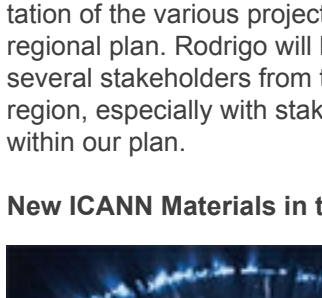 tation of the various project
regional plan. Rodrigo will
several stakeholders from
region, especially with stak
within our plan.
New ICANN Materials in t